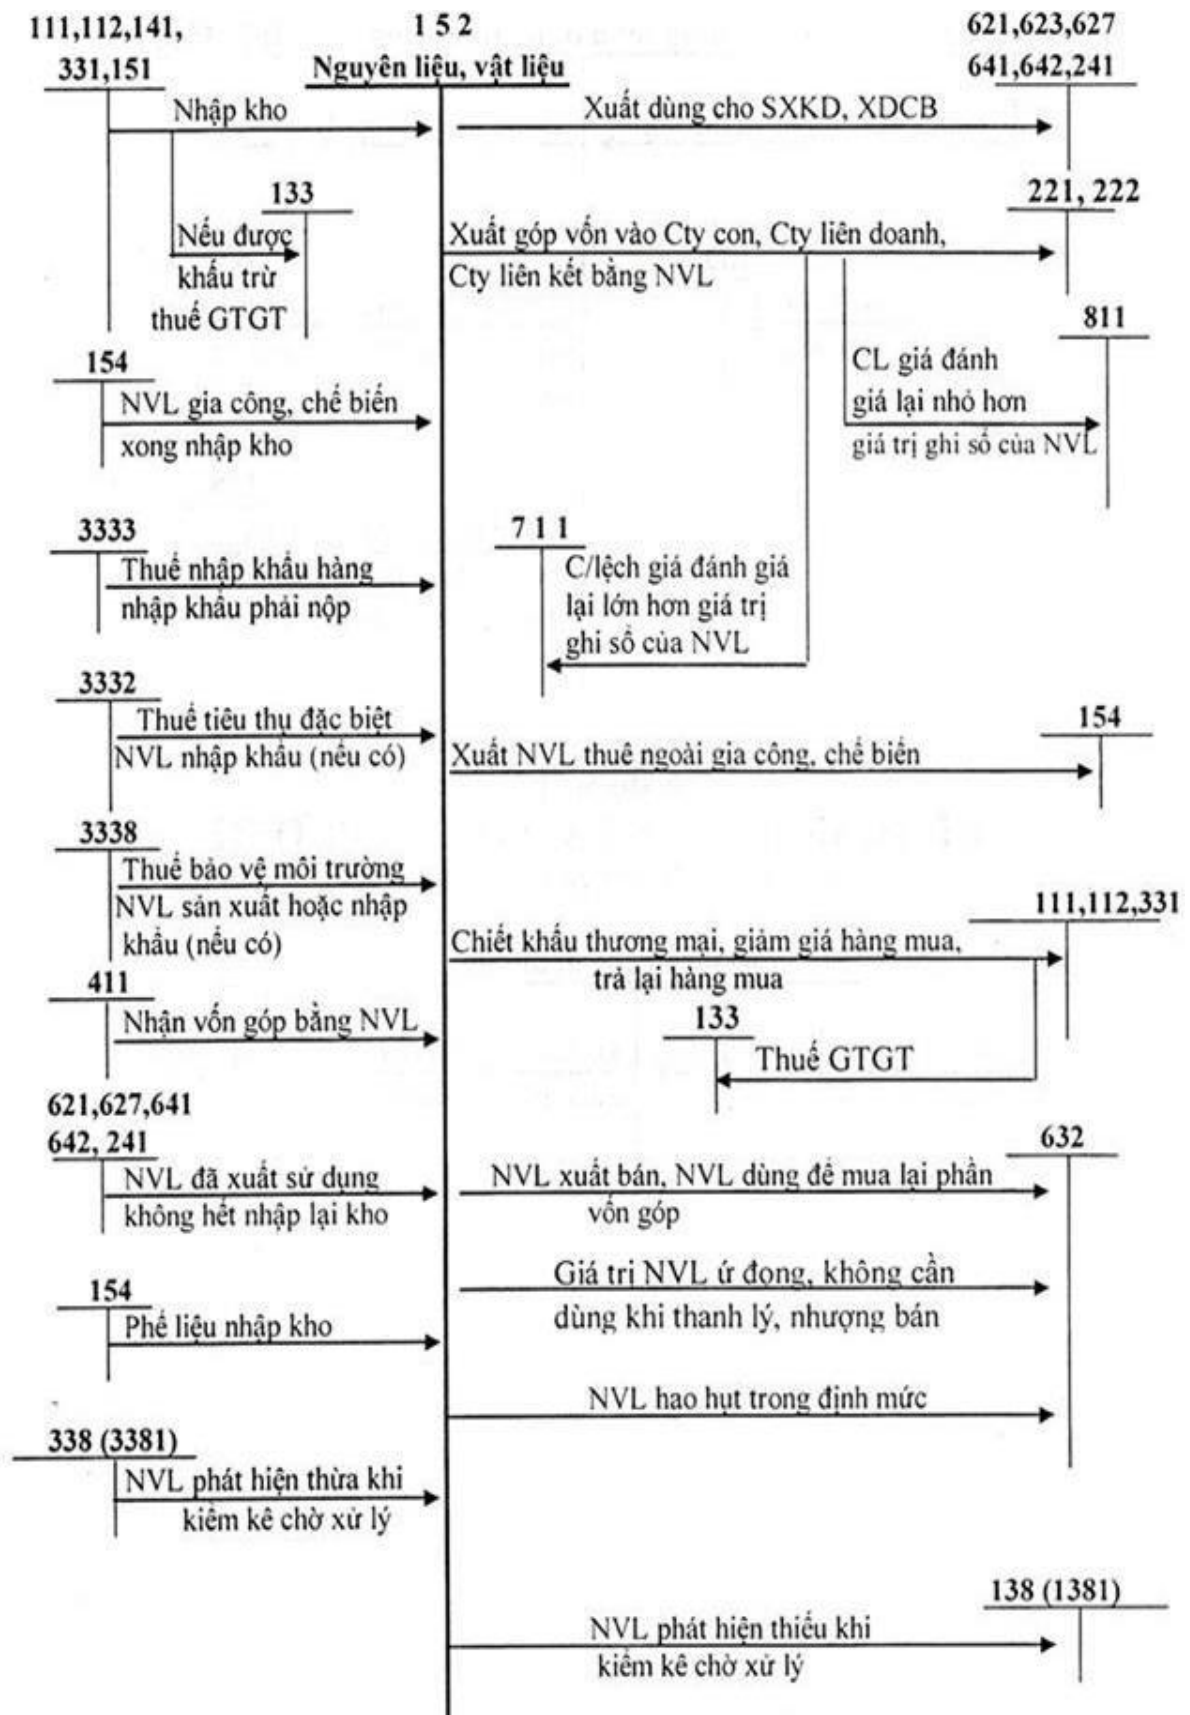 111,112,141,
331,151
1 5 2
Nguyên liệu, vật liệu
621,623,627
641,642,241
Nhập kho
Xuất dùng cho SXKD, XDCB
133
Nếu được
khấu trừ
thuế GTGT
221, 222
Xuất góp vốn vào Cty con, Cty liên doanh,
Cty liên kết bằng NVL
811
CL giá đánh
giá lại nhỏ hơn
giá trị ghi sổ của NVL
154
NVL gia công, chế biến
xong nhập kho
3333
Thuế nhập khẩu hàng
nhập khẩu phải nộp
7 1 1
C/lệch giá đánh giá
lại lớn hơn giá trị
ghi sổ của NVL
3332
Thuế tiêu thụ đặc biệt
NVL nhập khẩu (nếu có)
154
Xuất NVL thuê ngoài gia công, chế biến
3338
Thuế bảo vệ môi trường
NVL sản xuất hoặc nhập
khẩu (nếu có)
111,112,331
Chiết khấu thương mại, giảm giá hàng mua,
trả lại hàng mua
411
Nhận vốn góp bằng NVL
133
Thuế GTGT
621,627,641
642, 241
NVL đã xuất sử dụng
không hết nhập lại kho
632
NVL xuất bán, NVL dùng để mua lại phần
vốn góp
Giá trị NVL ứ đọng, không cần
dùng khi thanh lý, nhượng bán
154
Phế liệu nhập kho
NVL hao hụt trong định mức
338 (3381)
NVL phát hiện thừa khi
kiểm kê chờ xử lý
138 (1381)
NVL phát hiện thiếu khi
kiểm kê chờ xử lý